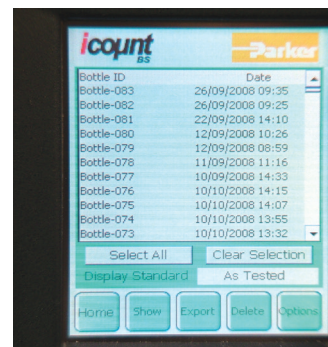 icount
BS
Parker
Bottle ID Date
Bottle-083 26/09/2008 09:35
Bottle-082 26/09/2008 09:25
Bottle-081 22/09/2008 14:10
Bottle-080 12/09/2008 10:26
Bottle-079 12/09/2008 08:59
Bottle-078 11/09/2008 11:16
Bottle-077 10/09/2008 14:33
Bottle-076 10/10/2008 14:15
Bottle-075 10/10/2008 14:07
Bottle-074 10/10/2008 13:55
Bottle-073 10/10/2008 13:32
Select All Clear Selection
Display Standard As Tested
Home Show Export Delete Options